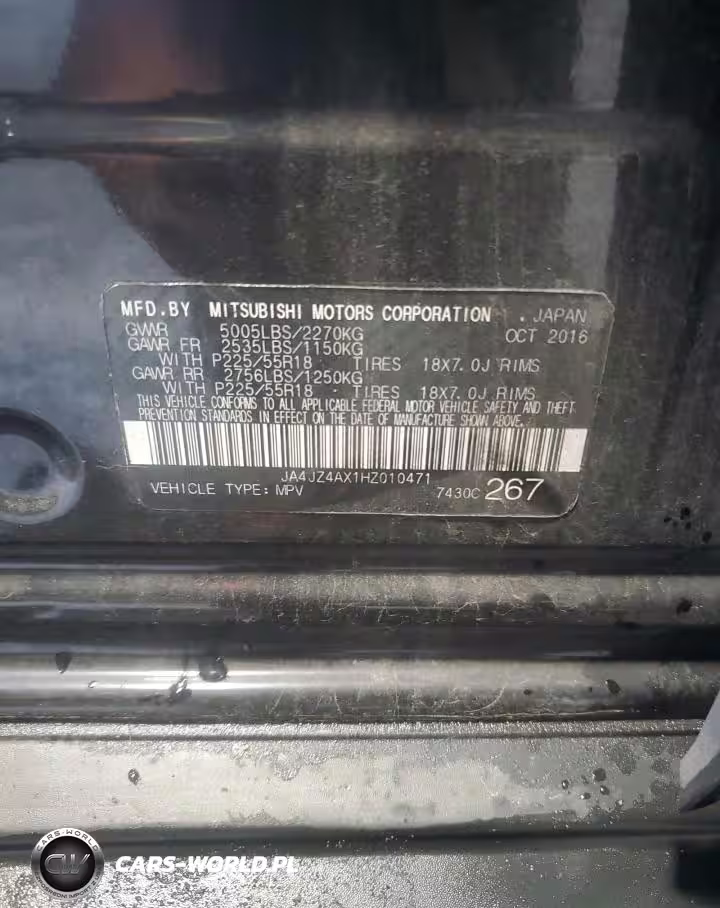 MFD.BY MITSUBISHI MOTORS CORPORATION . JAPAN
GVWR 5005LBS/2270KG OCT 2016
GAWR FR 2535LBS/1150KG
WITH P225/55R18 - TIRES 18X7.0J RIMS
GAWR RR 2756LBS/1250KG
WITH P225/55R18 - TIRES 18X7.0J RIMS
THIS VEHICLE CONFORMS TO ALL APPLICABLE FEDERAL MOTOR VEHICLE SAFETY AND THEFT
PREVENTION STANDARDS IN EFFECT ON THE DATE OF MANUFACTURE SHOWN ABOVE.
JA4JZ4AX1HZ010471
VEHICLE TYPE: MPV 7430C 267
CARS-WORLD
CW
CARS-WORLD.PL